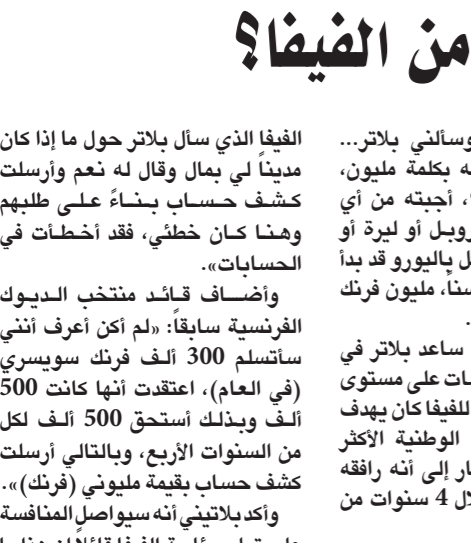 من الفيفا؟
وسألني بلاتر...
ه بكلمة مليون،
، أجبته من أي
روبل أو ليرة أو
ل باليورو قد بدأ
سناً، مليون فرنك
.
ساعد بلاتر في
ات على مستوى
للفيفا كان يهدف
الوطنية الأكثر
ار إلى أنه رافقه
لال 4 سنوات من
الفيفا الذي سأل بلاتر حول ما إذا كان
مديناً لي بمال وقال له نعم وأرسلت
كشف حساب بناءً على طلبهم
وهنا كان خطئي، فقد أخطأت في
الحسابات».
وأضاف قائد منتخب الديوك
الفرنسية سابقاً: «لم أكن أعرف أنني
سأتسلم 300 ألف فرنك سويسري
(في العام)، اعتقدت أنها كانت 500
ألف وبذلك أستحق 500 ألف لكل
من السنوات الأربع، وبالتالي أرسلت
كشف حساب بقيمة مليوني (فرنك)».
وأكد بلاتيني أنه سيواصل المنافسة